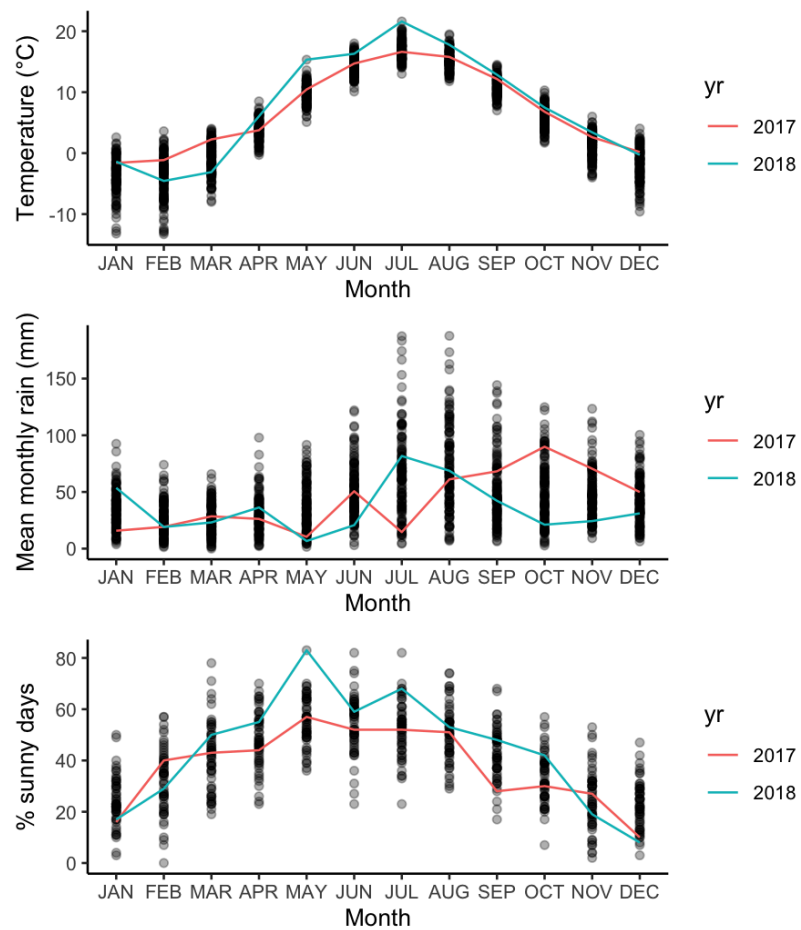 Temperature (°C)
20
10
0
-10
JAN FEB MAR APR MAY JUN JUL AUG SEP OCT NOV DEC
Month
yr
2017
2018
Mean monthly rain (mm)
150
100
50
0
JAN FEB MAR APR MAY JUN JUL AUG SEP OCT NOV DEC
Month
yr
2017
2018
% sunny days
80
60
40
20
0
JAN FEB MAR APR MAY JUN JUL AUG SEP OCT NOV DEC
Month
yr
2017
2018